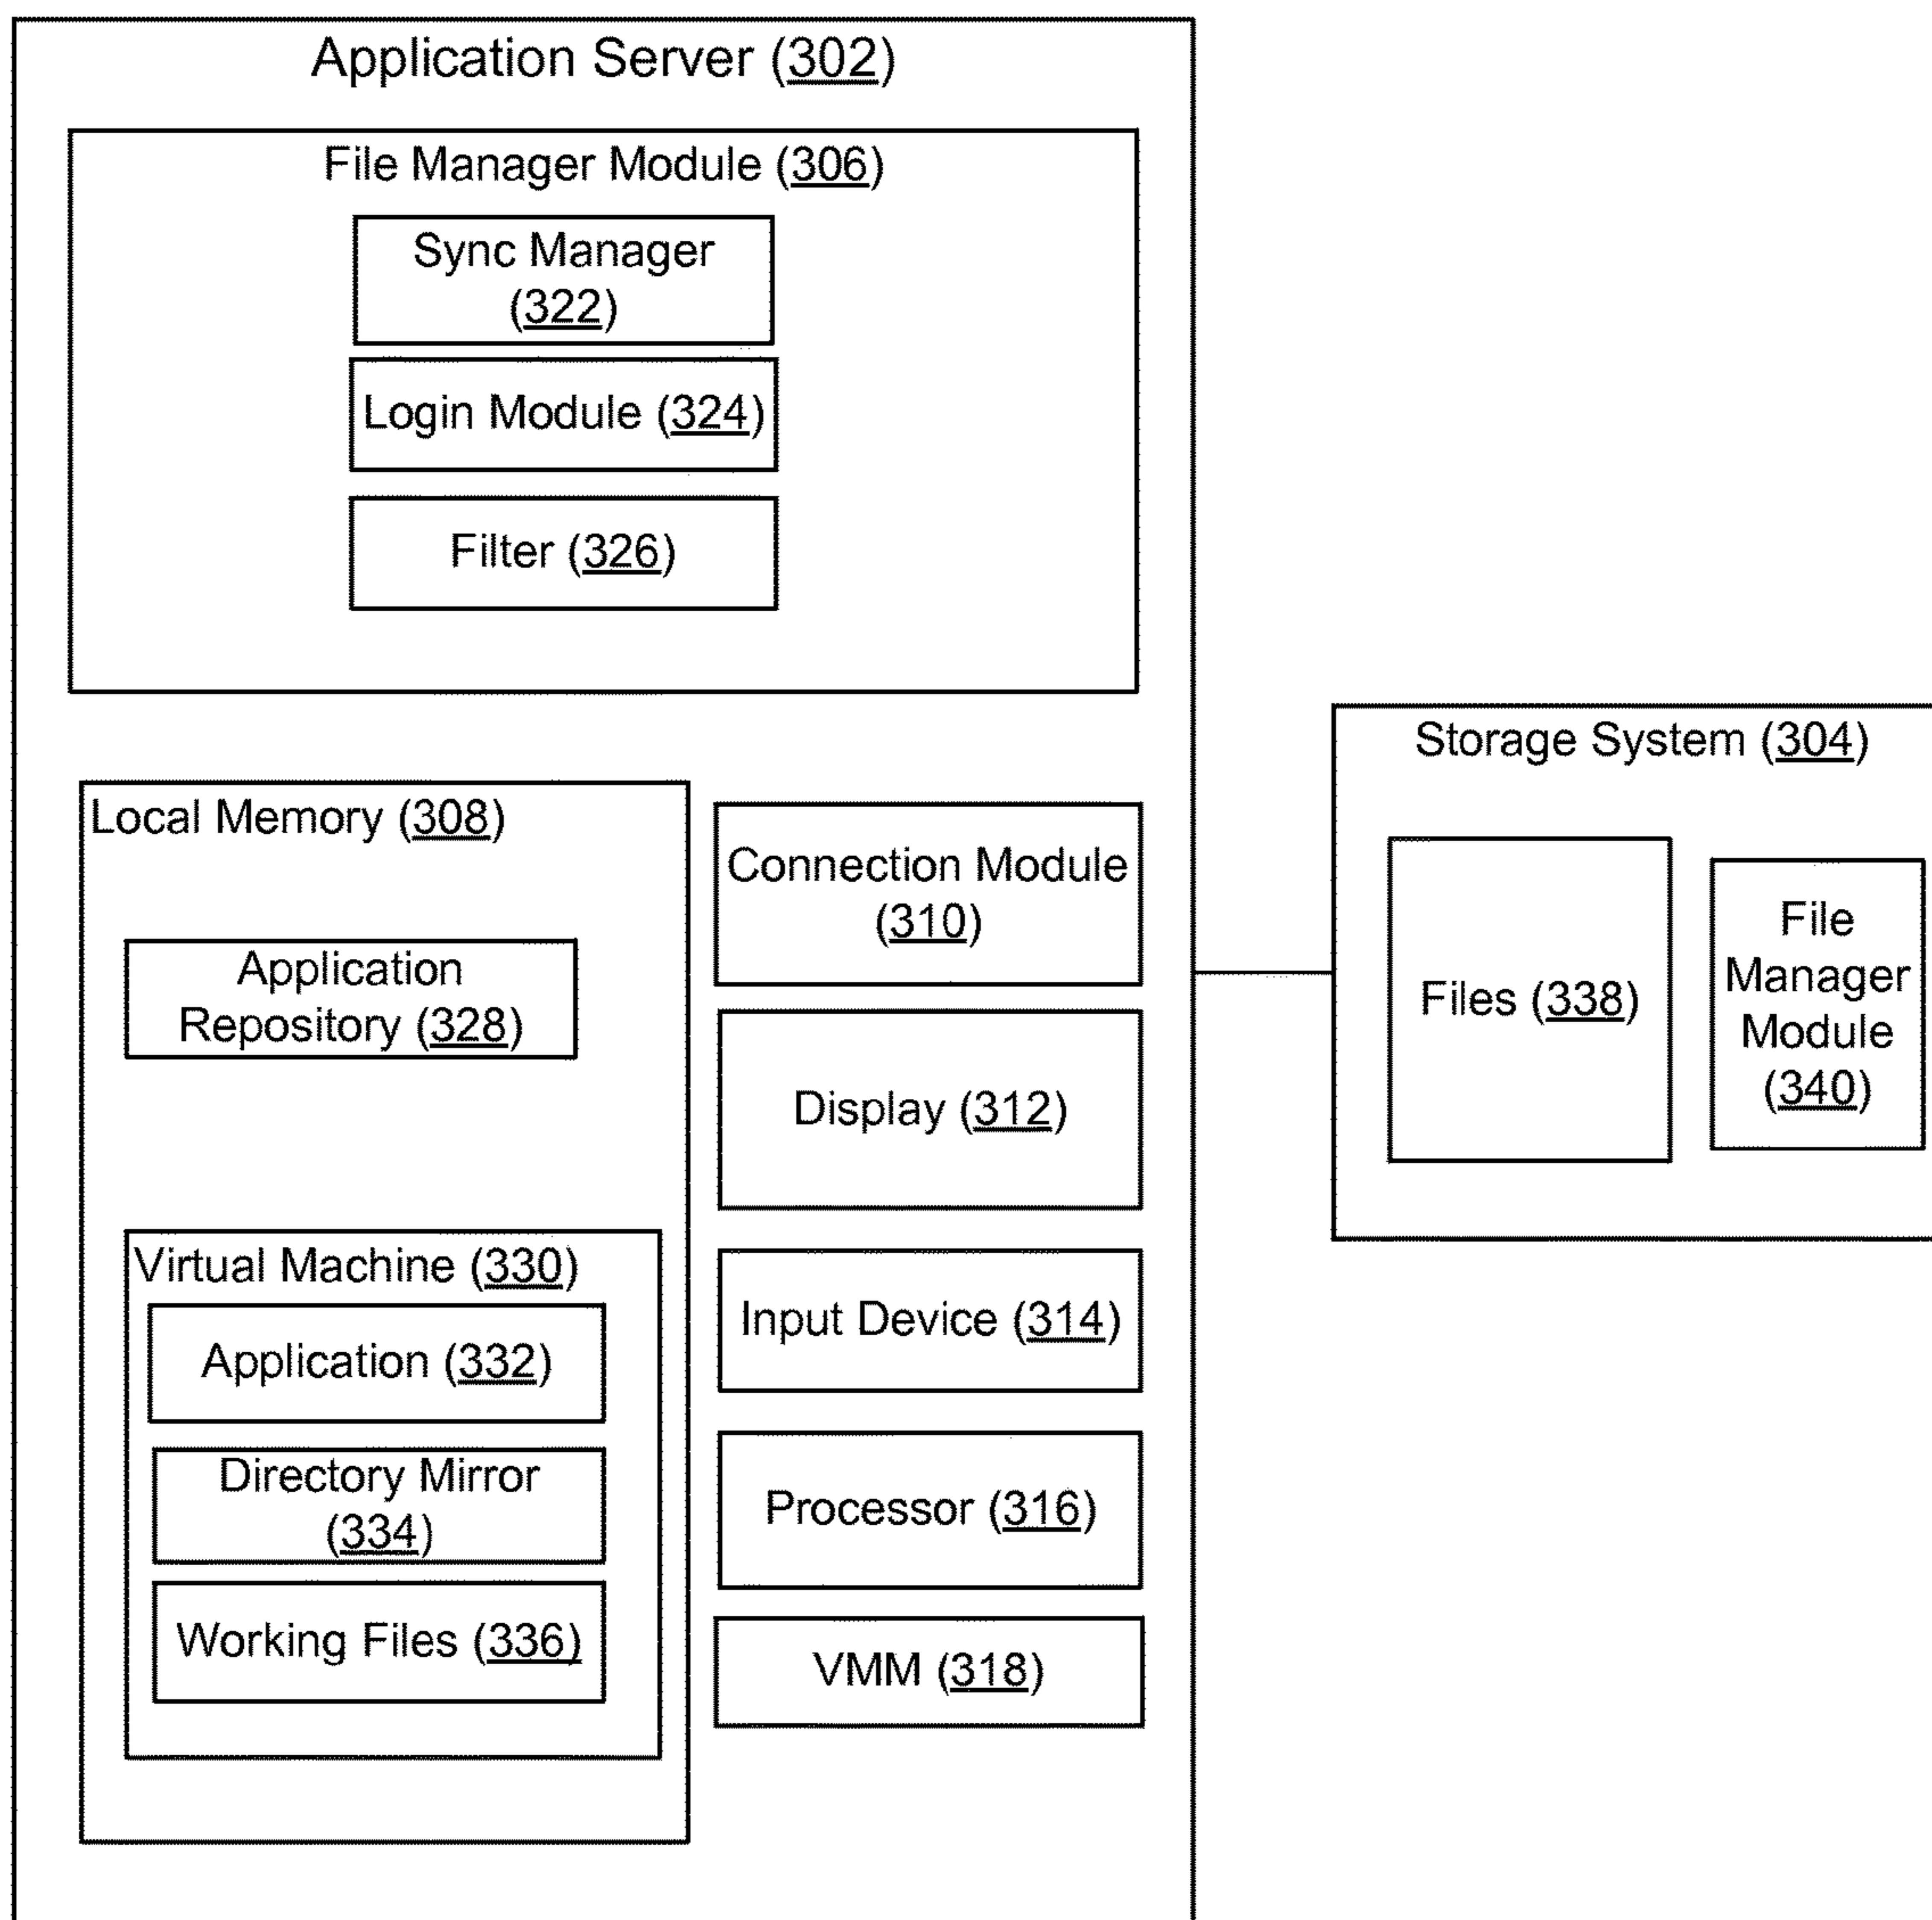 Application Server (302)
File Manager Module (306)
Sync Manager
(322)
Login Module (324)
Filter (326)
Local Memory (308)
Application
Repository (328)
Virtual Machine (330)
Application (332)
Directory Mirror
(334)
Working Files (336)
Connection Module
(310)
Display (312)
Input Device (314)
Processor (316)
VMM (318)
Storage System (304)
Files (338)
File
Manager
Module
(340)